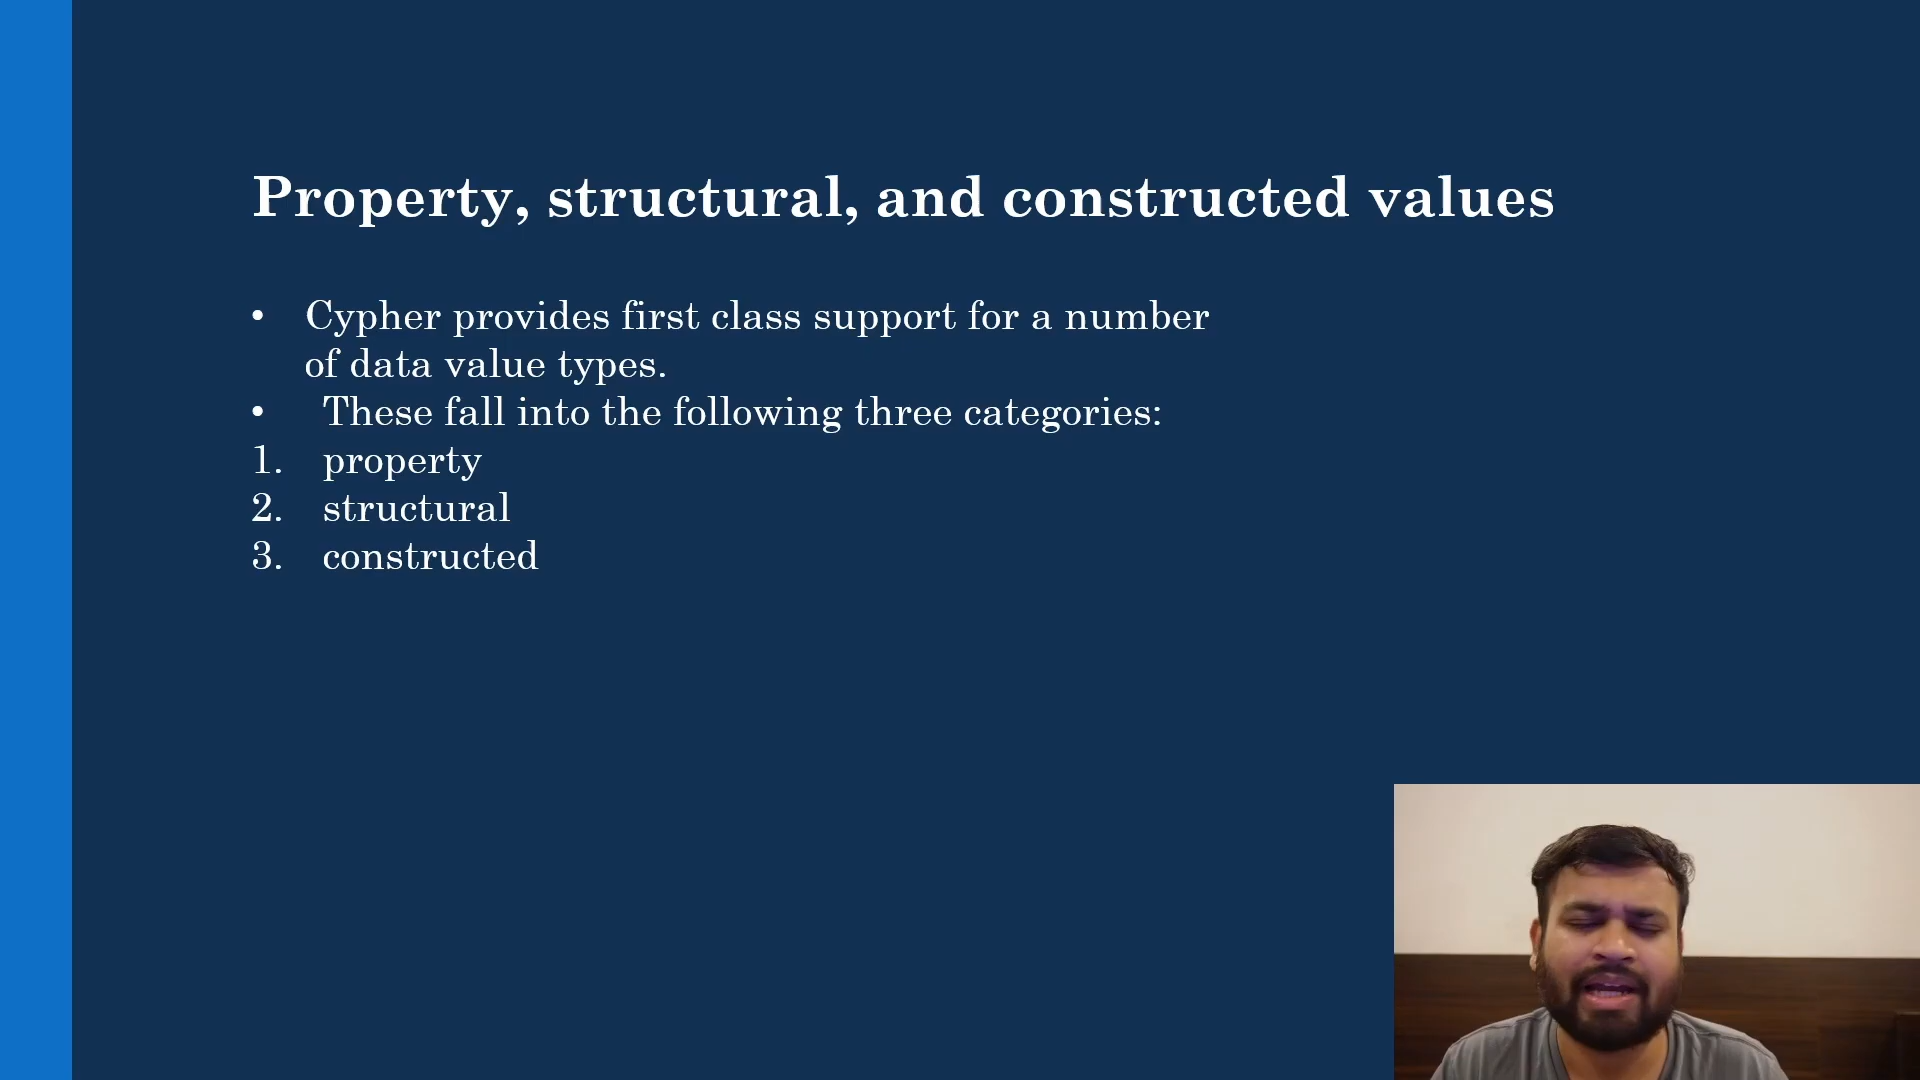 Property, structural, and constructed values
• Cypher provides first class support for a number
of data value types.
• These fall into the following three categories:
1. property
2. structural
3. constructed